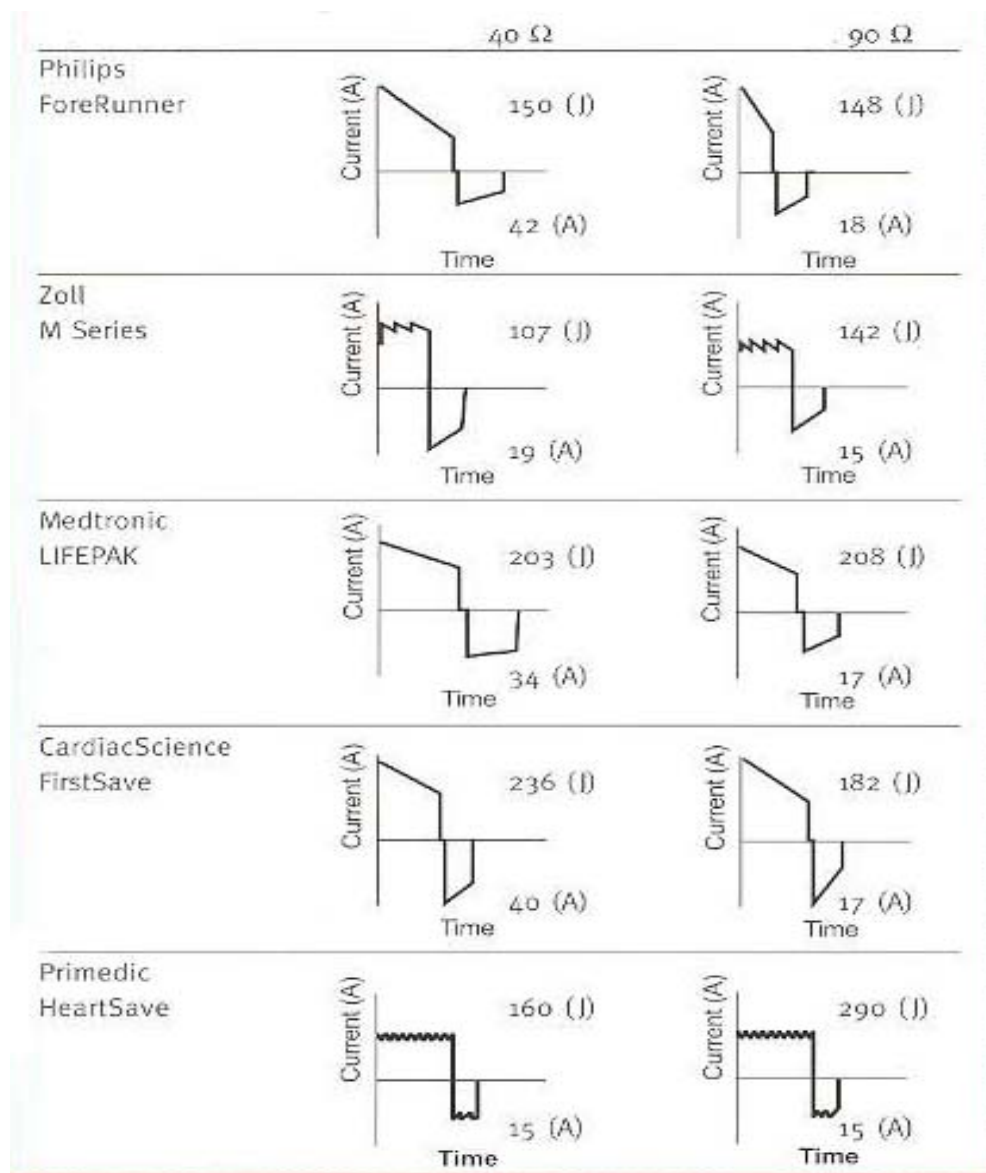 40 Ω 90 Ω
Philips
ForeRunner
Current (A) 150 (J) Current (A) 148 (J)
42 (A) 18 (A)
Time Time
Zoll
M Series
Current (A) 107 (J) Current (A) 142 (J)
19 (A) 15 (A)
Time Time
Medtronic
LIFEPAK
Current (A) 203 (J) Current (A) 208 (J)
34 (A) 17 (A)
Time Time
CardiacScience
FirstSave
Current (A) 236 (J) Current (A) 182 (J)
40 (A) 17 (A)
Time Time
Primedic
HeartSave
Current (A) 160 (J) Current (A) 290 (J)
15 (A) 15 (A)
Time Time